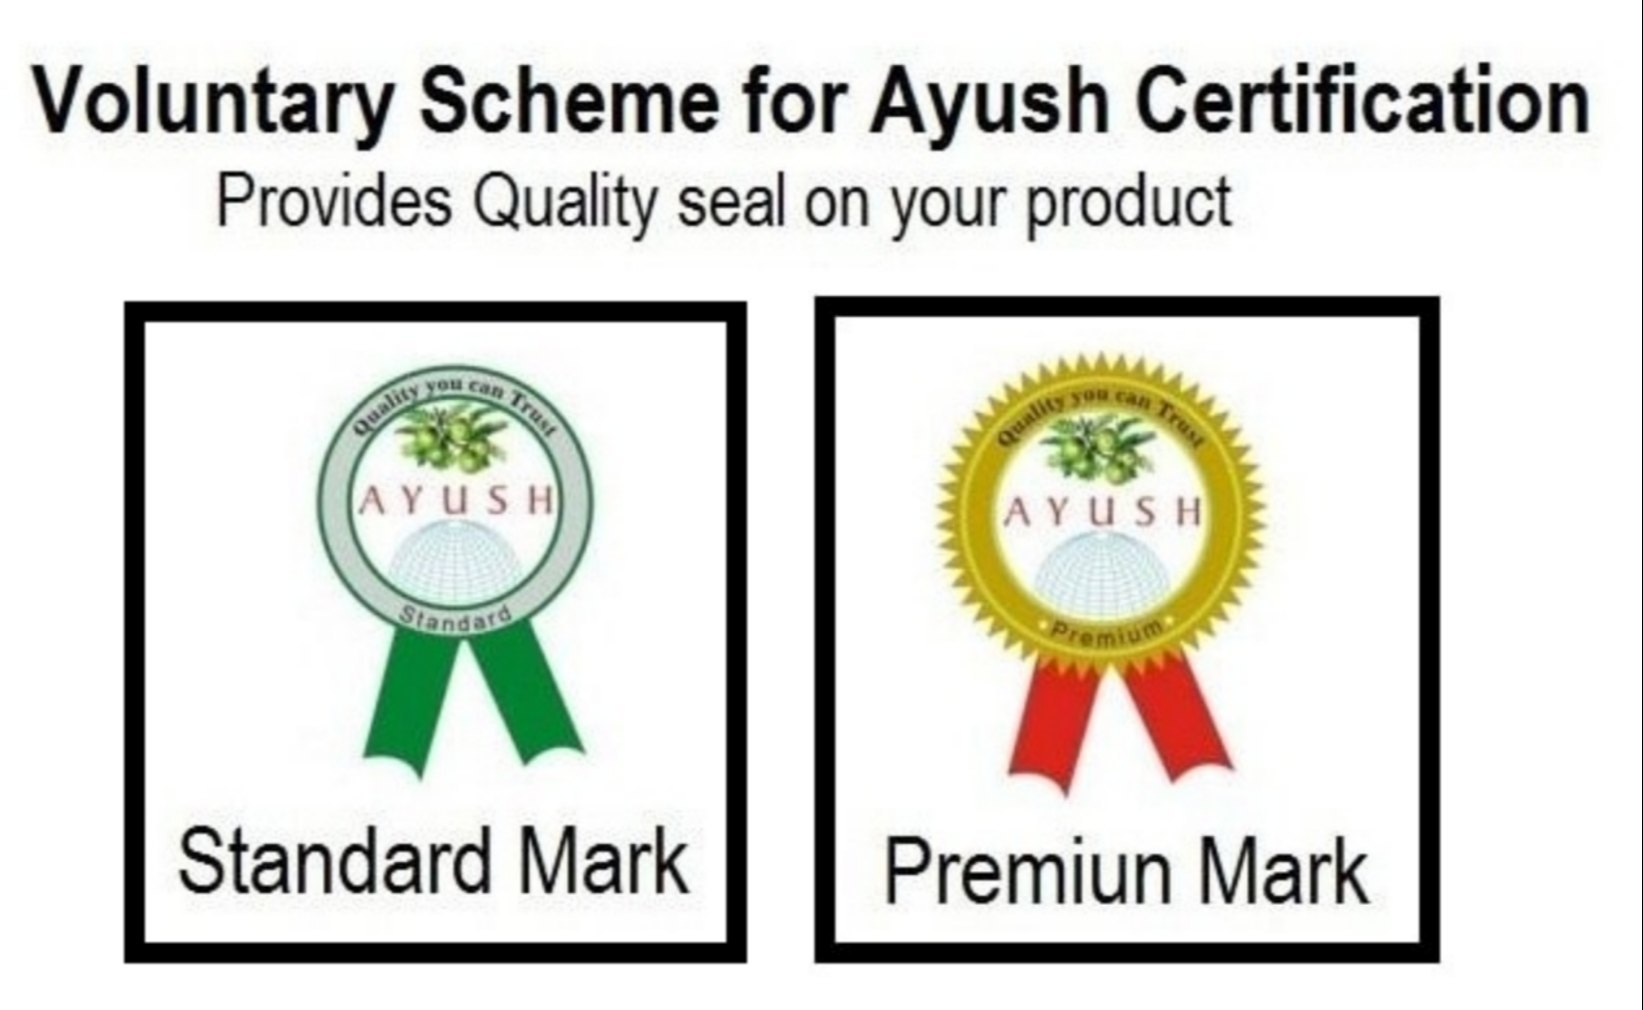 Voluntary Scheme for Ayush Certification
Provides Quality seal on your product
Quality you can Trust
AYUSH
Standard
Standard Mark
Quality you can Trust
AYUSH
Premium
Premiun Mark